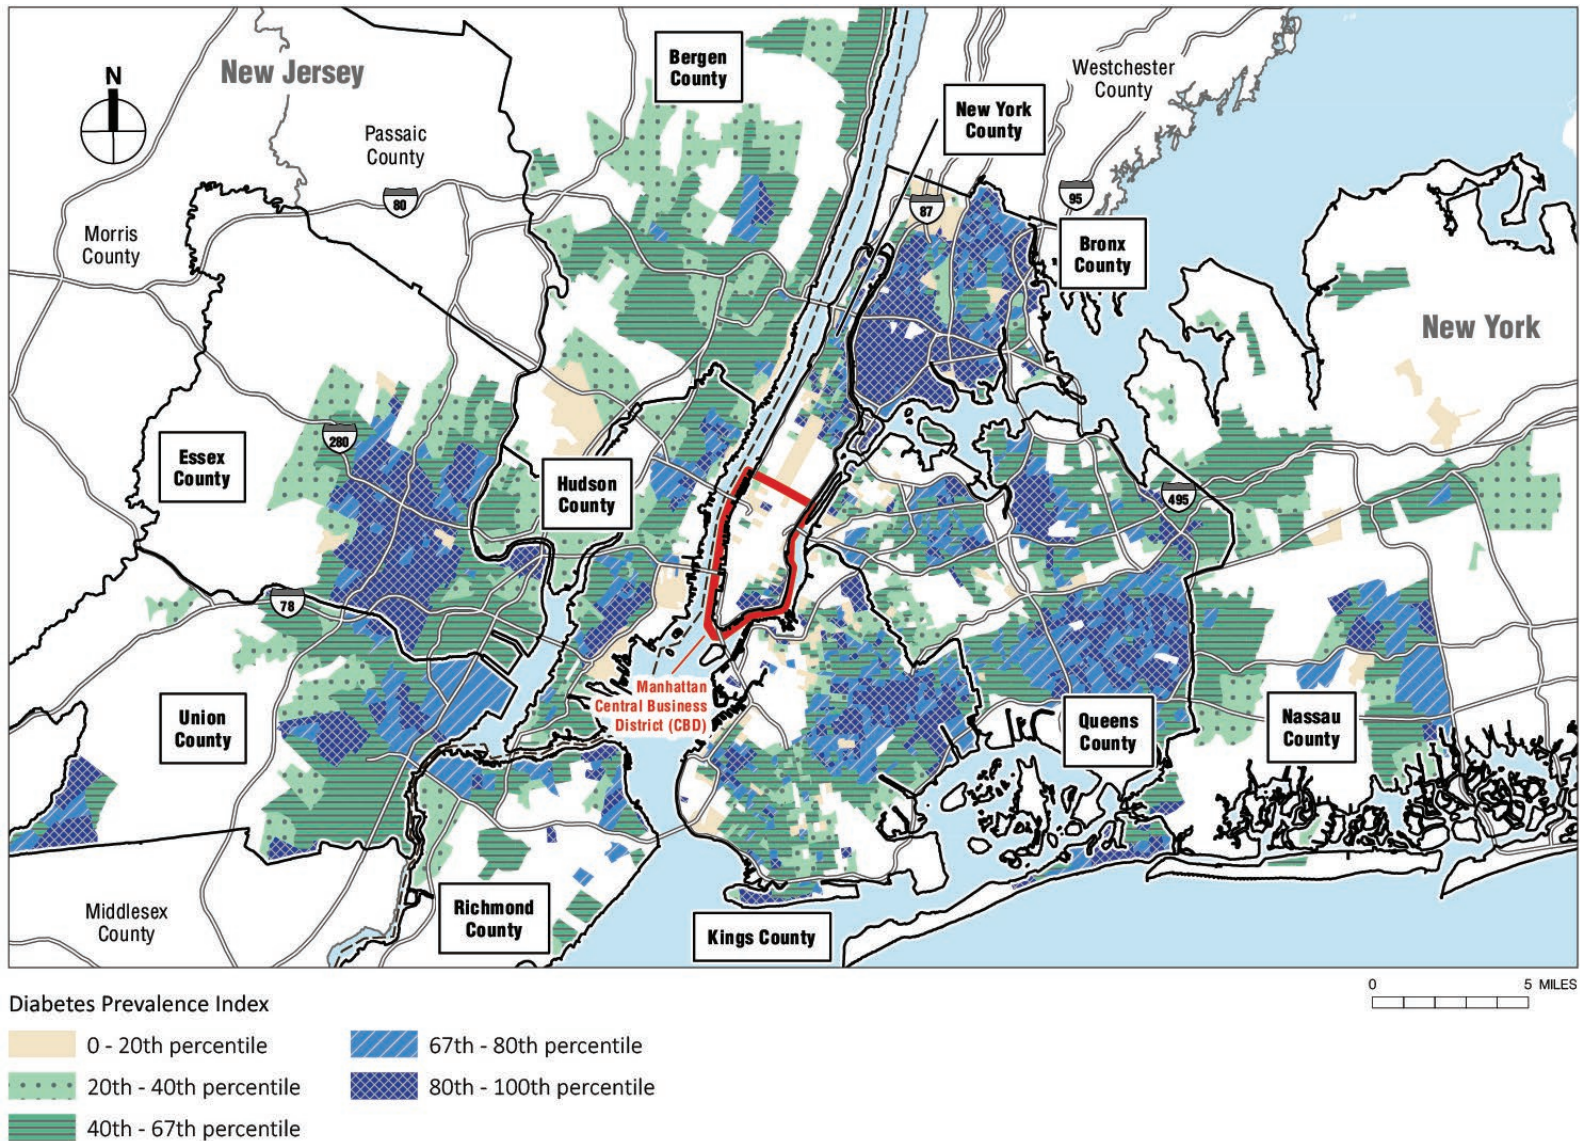 Bergen
County
New Jersey
N
Westchester
County
New York
County
Passaic
County
80
87
95
Morris
County
Bronx
County
New York
280
Essex
County
Hudson
County
495
78
Manhattan
Central Business
District (CBD)
Union
County
Queens
County
Nassau
County
Middlesex
County
Richmond
County
Kings County
0 5 MILES
Diabetes Prevalence Index
0 - 20th percentile
20th - 40th percentile
40th - 67th percentile
67th - 80th percentile
80th - 100th percentile